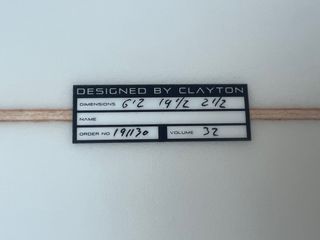 DESIGNED BY CLAYTON
DIMENSIONS 6'2 19 1/2 2 1/2
NAME
ORDER NO 191130 VOLUME 32